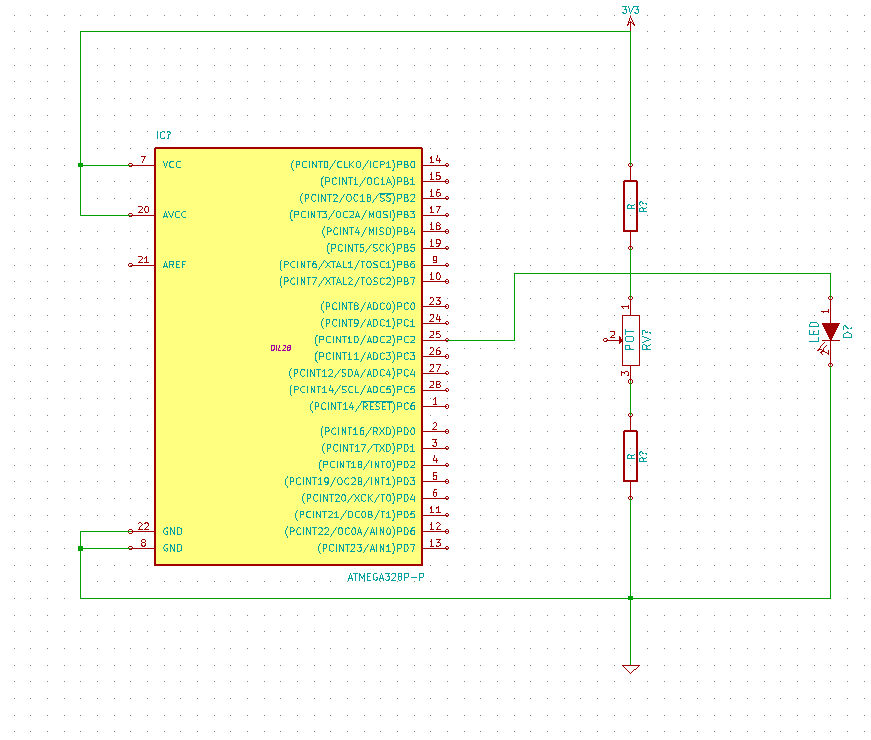 3V3
IC?
7 VCC
20 AVCC
21 AREF
22 GND
8 GND
(PCINT0/CLKO/ICP1)PB0 14
(PCINT1/OC1A)PB1 15
(PCINT2/OC1B/SS)PB2 16
(PCINT3/OC2A/MOSI)PB3 17
(PCINT4/MISO)PB4 18
(PCINT5/SCK)PB5 19
(PCINT6/XTAL1/TOSC1)PB6 9
(PCINT7/XTAL2/TOSC2)PB7 10
(PCINT8/ADC0)PC0 23
(PCINT9/ADC1)PC1 24
(PCINT10/ADC2)PC2 25
(PCINT11/ADC3)PC3 26
(PCINT12/SDA/ADC4)PC4 27
(PCINT14/SCL/ADC5)PC5 28
(PCINT14/RESET)PC6 1
(PCINT16/RXD)PD0 2
(PCINT17/TXD)PD1 3
(PCINT18/INT0)PD2 4
(PCINT19/OC2B/INT1)PD3 5
(PCINT20/XCK/T0)PD4 6
(PCINT21/OC0B/T1)PD5 11
(PCINT22/OC0A/AIN0)PD6 12
(PCINT23/AIN1)PD7 13
DIL28
ATMEGA328P-P
R
R?
1
2
3
POT
RV?
R
R?
1
2
LED
D?